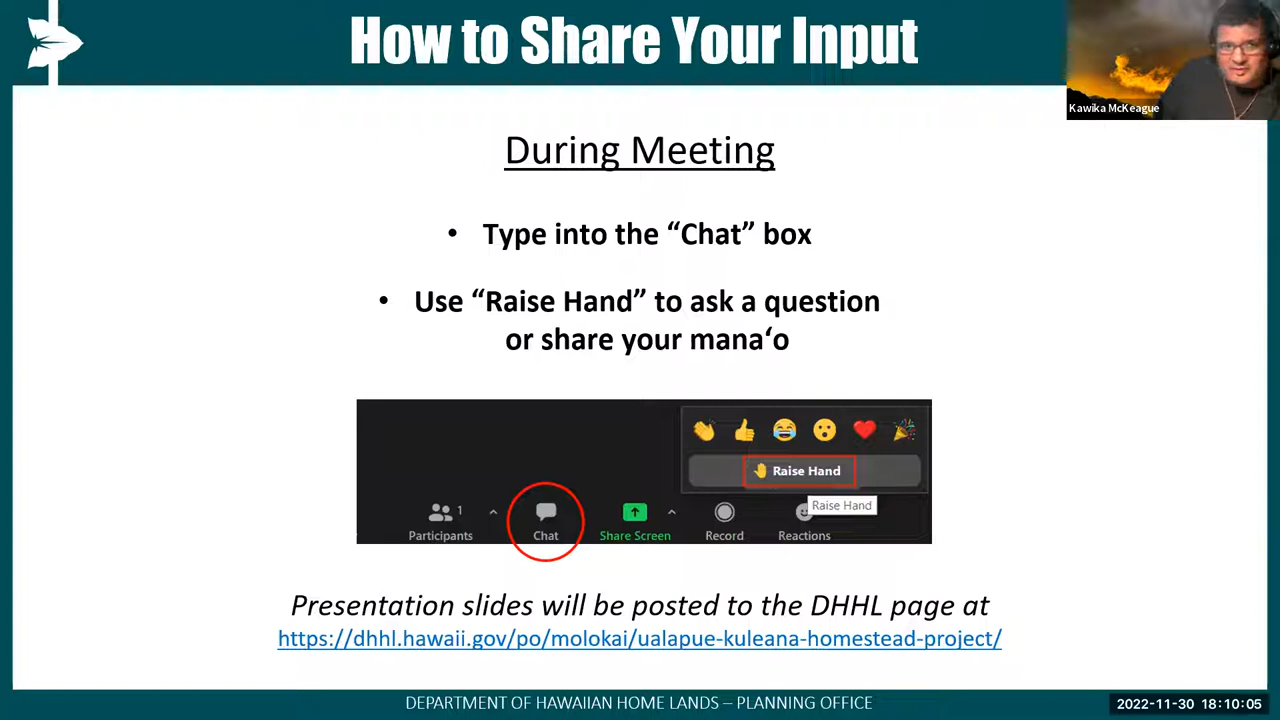 How to Share Your Input
Kawika McKeague
During Meeting
• Type into the “Chat” box
• Use “Raise Hand” to ask a question
or share your manaʻo
Raise Hand
Raise Hand
1
Participants
Chat
Share Screen
Record
Reactions
Presentation slides will be posted to the DHHL page at
https://dhhl.hawaii.gov/po/molokai/ualapue-kuleana-homestead-project/
DEPARTMENT OF HAWAIIAN HOME LANDS – PLANNING OFFICE
2022-11-30 18:10:05